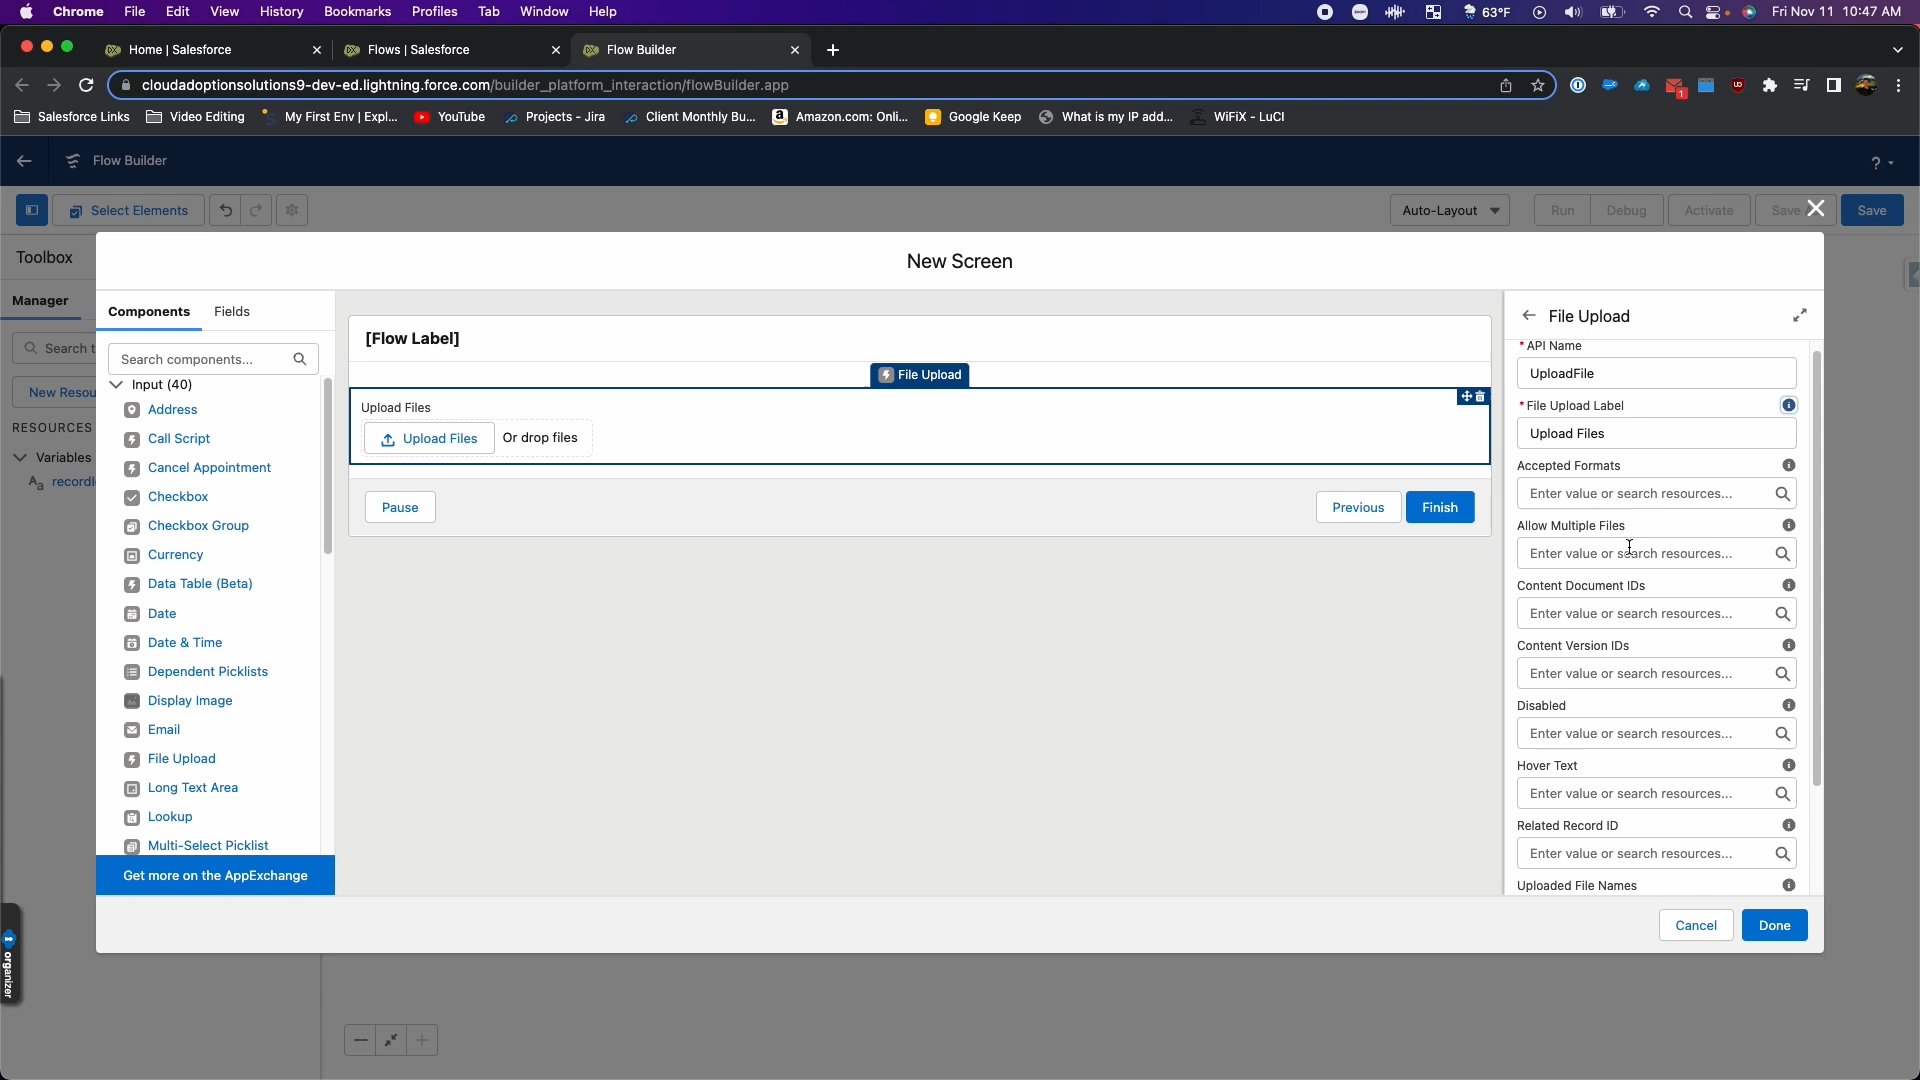 Chrome File Edit View History Bookmarks Profiles Tab Window Help
zoom 63°F Fri Nov 11 10:47 AM
Home | Salesforce
Flows | Salesforce
Flow Builder
cloudadoptionsolutions9-dev-ed.lightning.force.com/builder_platform_interaction/flowBuilder.app
1
Salesforce Links
Video Editing
My First Env | Expl...
YouTube
Projects - Jira
Client Monthly Bu...
Amazon.com: Onli...
Google Keep
What is my IP add...
WiFiX - LuCI
Flow Builder
?
Select Elements
Auto-Layout
Run
Debug
Activate
Save
Save
Toolbox
Manager
Search t
New Resou
RESOURCES
Variables
Aa recordI
organizer
New Screen
Components
Fields
Search components...
Input (40)
Address
Call Script
Cancel Appointment
Checkbox
Checkbox Group
Currency
Data Table (Beta)
Date
Date & Time
Dependent Picklists
Display Image
Email
File Upload
Long Text Area
Lookup
Multi-Select Picklist
Get more on the AppExchange
[Flow Label]
File Upload
Upload Files
Upload Files
Or drop files
Pause
Previous
Finish
File Upload
* API Name
UploadFile
* File Upload Label
Upload Files
Accepted Formats
Enter value or search resources...
Allow Multiple Files
Enter value or search resources...
Content Document IDs
Enter value or search resources...
Content Version IDs
Enter value or search resources...
Disabled
Enter value or search resources...
Hover Text
Enter value or search resources...
Related Record ID
Enter value or search resources...
Uploaded File Names
Cancel
Done